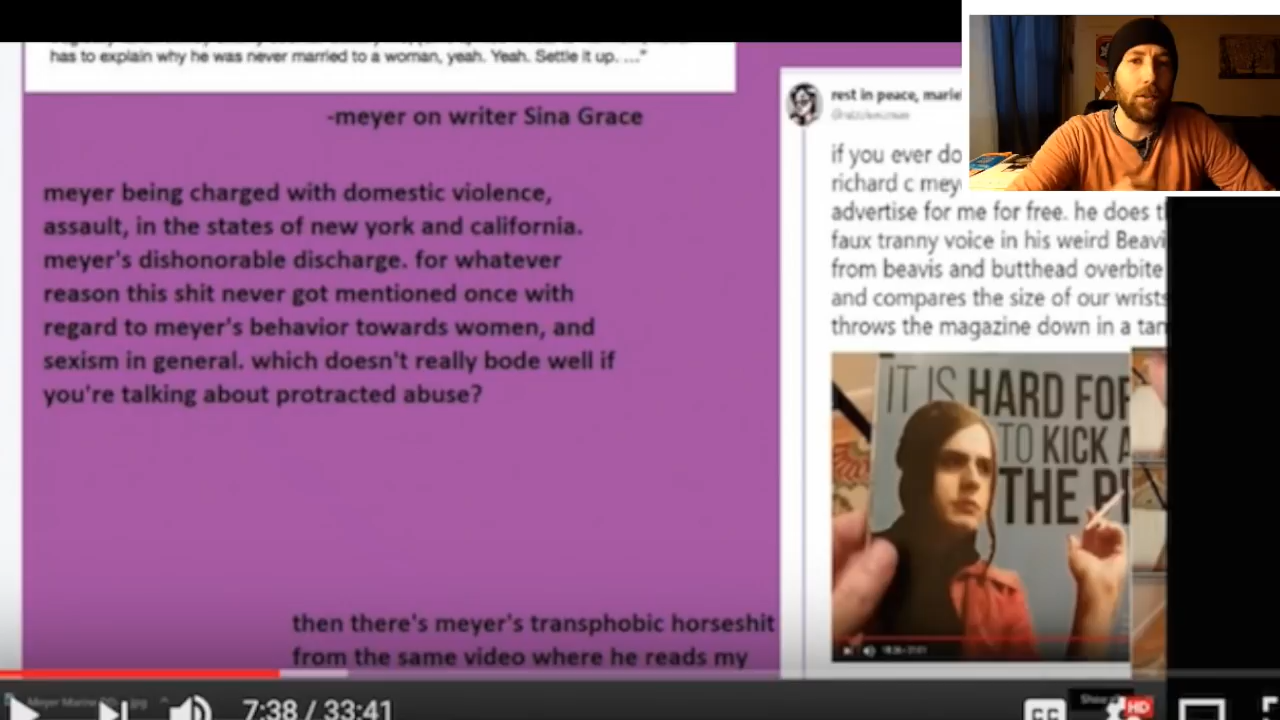 has to explain why he was never married to a woman, yeah. Yeah. Settle it up. ..."
-meyer on writer Sina Grace
meyer being charged with domestic violence,
assault, in the states of new york and california.
meyer's dishonorable discharge. for whatever
reason this shit never got mentioned once with
regard to meyer's behavior towards women, and
sexism in general. which doesn't really bode well if
you're talking about protracted abuse?
then there's meyer's transphobic horseshit
from the same video where he reads my
rest in peace,
if you ever do
richard c mey
advertise for me for free. he does t
faux tranny voice in his weird Beavi
from beavis and butthead overbite
and compares the size of our wrists
throws the magazine down in a tan
IT IS HARD FOR
TO KICK A
THE
7:38 / 33:41
CC
HD